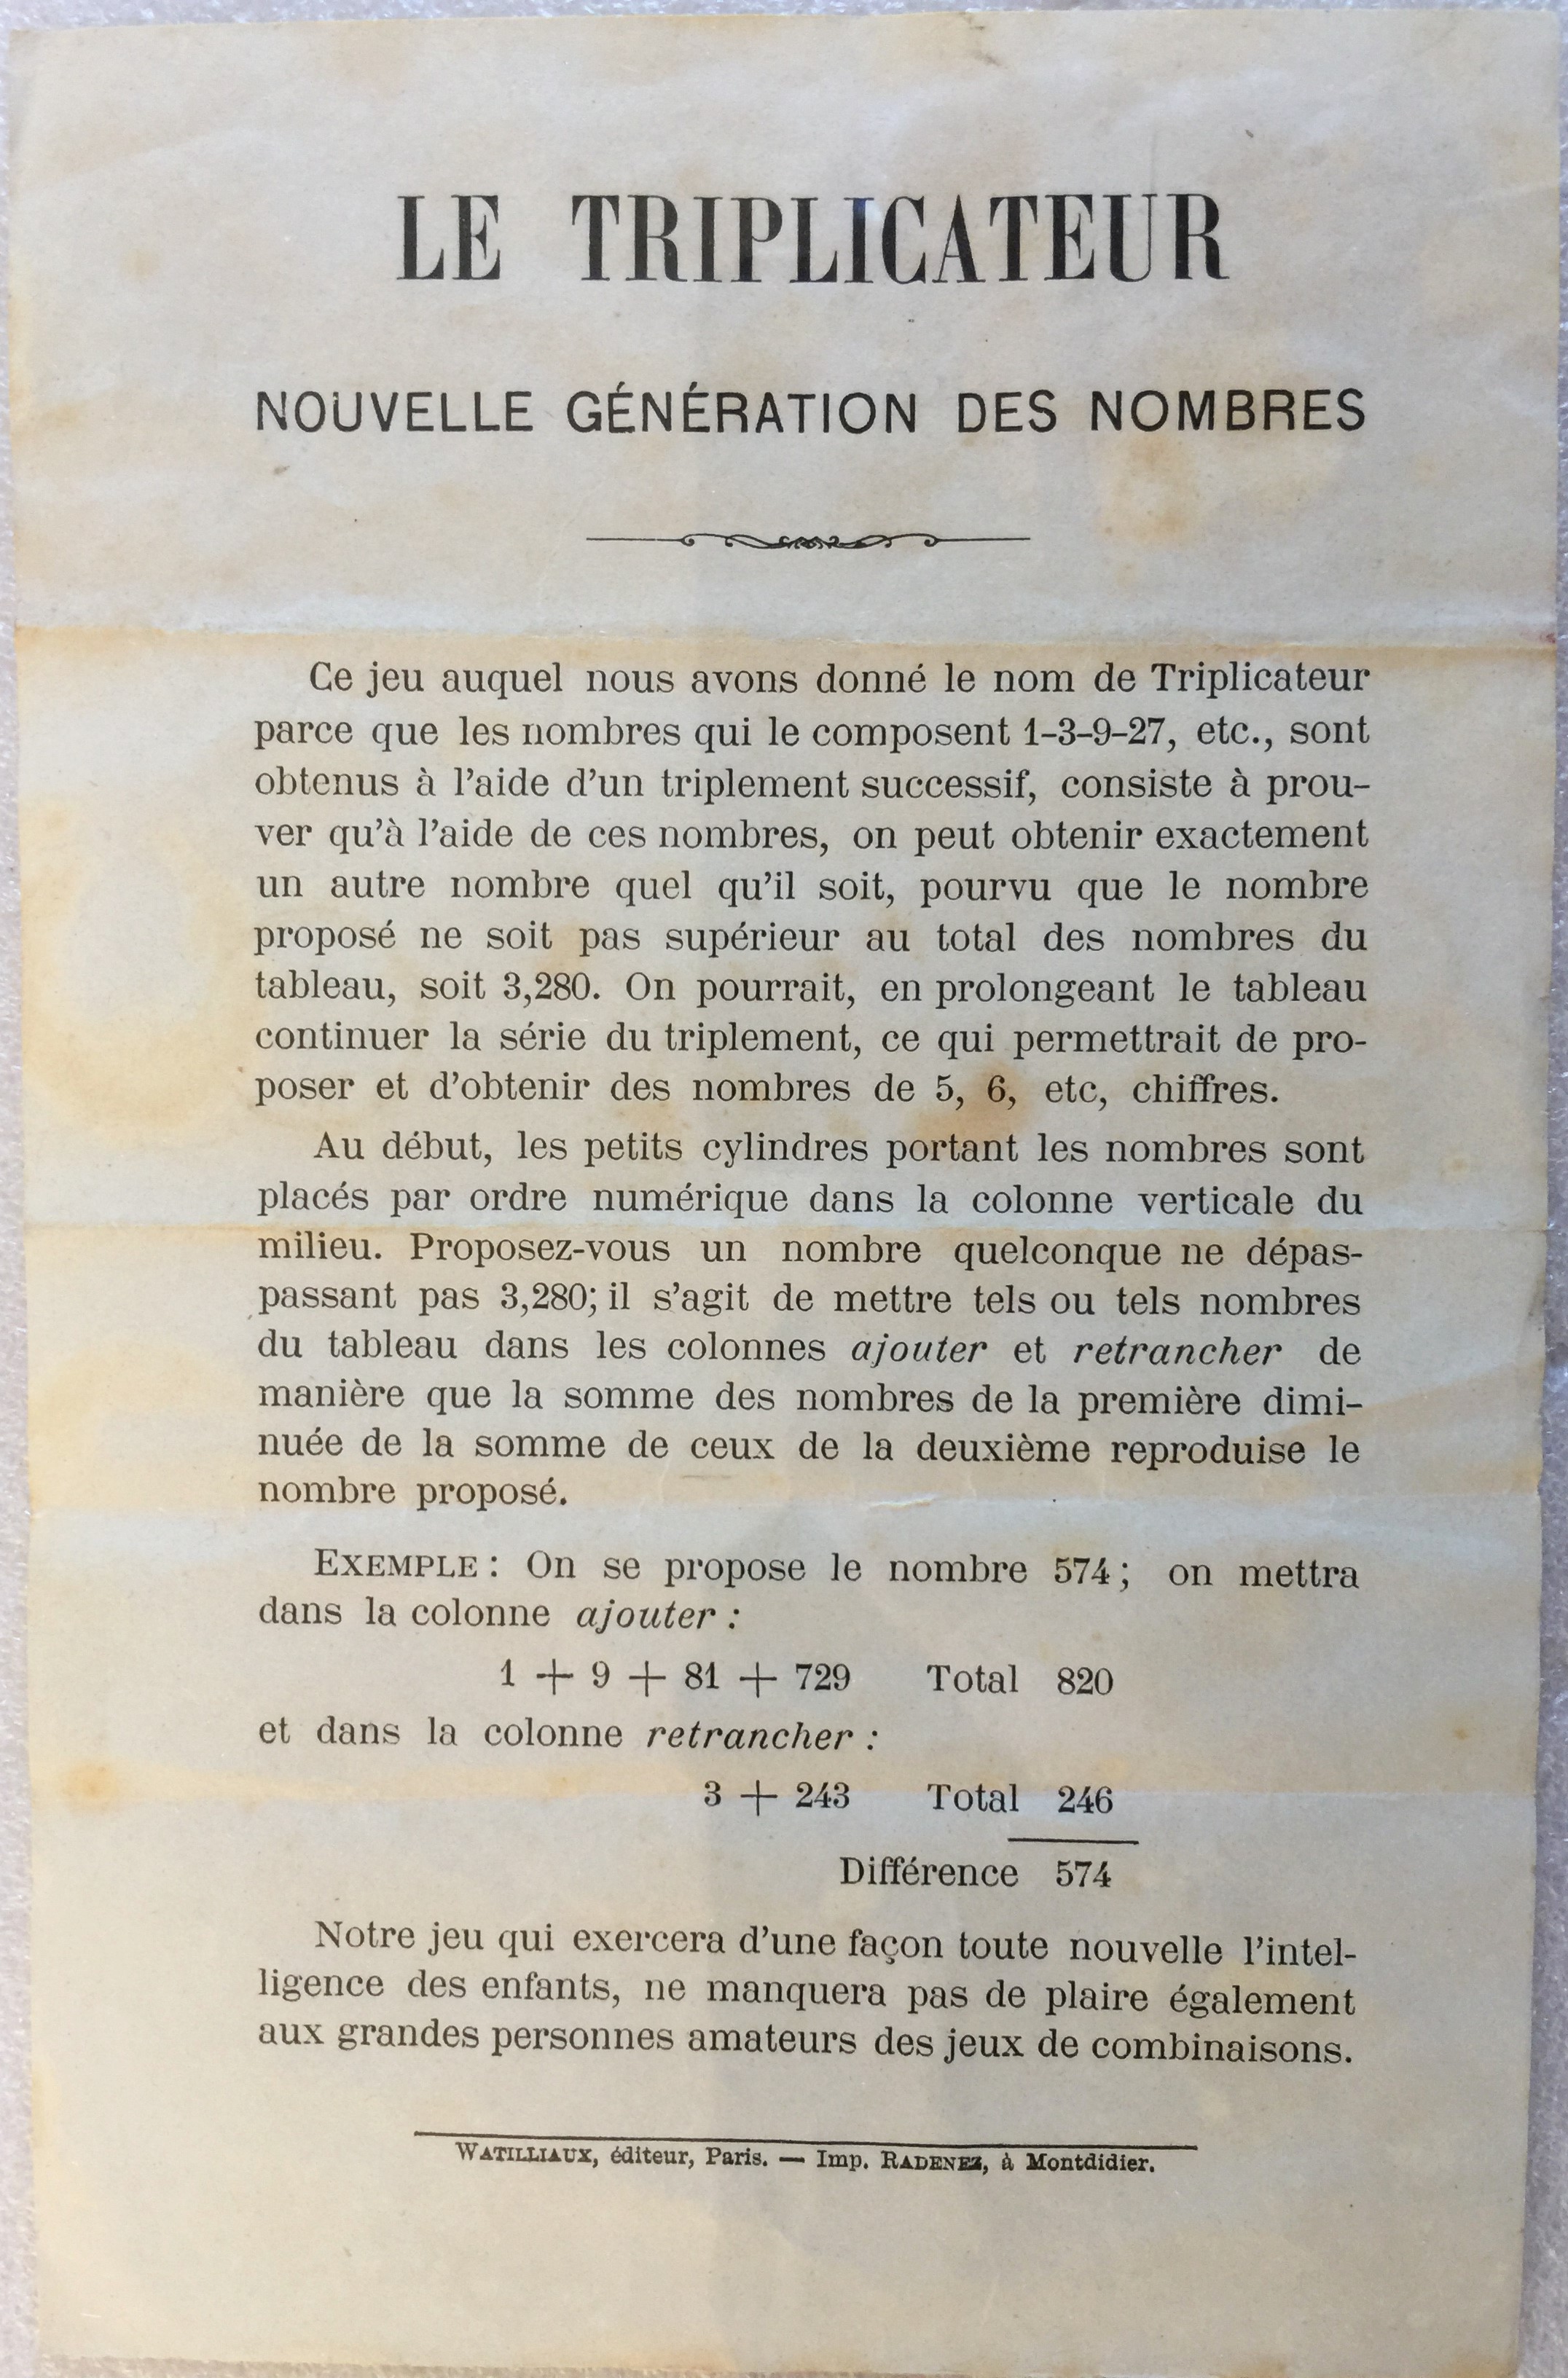 LE TRIPLICATEUR
NOUVELLE GÉNÉRATION DES NOMBRES
Ce jeu auquel nous avons donné le nom de Triplicateur
parce que les nombres qui le composent 1-3-9-27, etc., sont
obtenus à l'aide d'un triplement successif, consiste à prou-
ver qu'à l'aide de ces nombres, on peut obtenir exactement
un autre nombre quel qu'il soit, pourvu que le nombre
proposé ne soit pas supérieur au total des nombres du
tableau, soit 3,280. On pourrait, en prolongeant le tableau
continuer la série du triplement, ce qui permettrait de pro-
poser et d'obtenir des nombres de 5, 6, etc, chiffres.
Au début, les petits cylindres portant les nombres sont
placés par ordre numérique dans la colonne verticale du
milieu. Proposez-vous un nombre quelconque ne dépas-
passant pas 3,280; il s'agit de mettre tels ou tels nombres
du tableau dans les colonnes ajouter et retrancher de
manière que la somme des nombres de la première dimi-
nuée de la somme de ceux de la deuxième reproduise le
nombre proposé.
EXEMPLE : On se propose le nombre 574 ; on mettra
dans la colonne ajouter :
1 + 9 + 81 + 729 Total 820
et dans la colonne retrancher :
3 + 243 Total 246
Différence 574
Notre jeu qui exercera d'une façon toute nouvelle l'intel-
ligence des enfants, ne manquera pas de plaire également
aux grandes personnes amateurs des jeux de combinaisons.
WATILLIAUX, éditeur, Paris. — Imp. RADENEZ, à Montdidier.